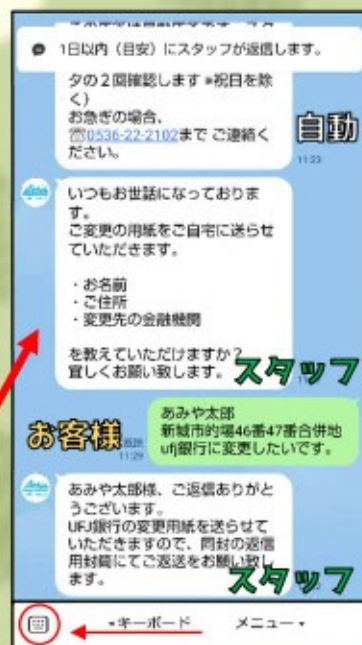 1日以内（目安）にスタッフが返信します。
夕の2回確認します※祝日を除
く）
お急ぎの場合、
☏0536-22-2102まで ご連絡く
ださい。
自動
11:23
いつもお世話になっておりま
す。
ご変更の用紙をご自宅に送らせ
ていただきます。
・お名前
・ご住所
・変更先の金融機関
を教えていただけますか？
宜しくお願い致します。
スタッフ
お客様
既読
11:29
あみや太郎
新城市的場46番47番合併地
ufj銀行に変更したいです。
あみや太郎様、ご返信ありがと
うございます。
UFJ銀行の変更用紙を送らせて
いただきますので、同封の返信
用封筒にてご返送をお願い致し
ます。
スタッフ
◂キーボード
メニュー▾